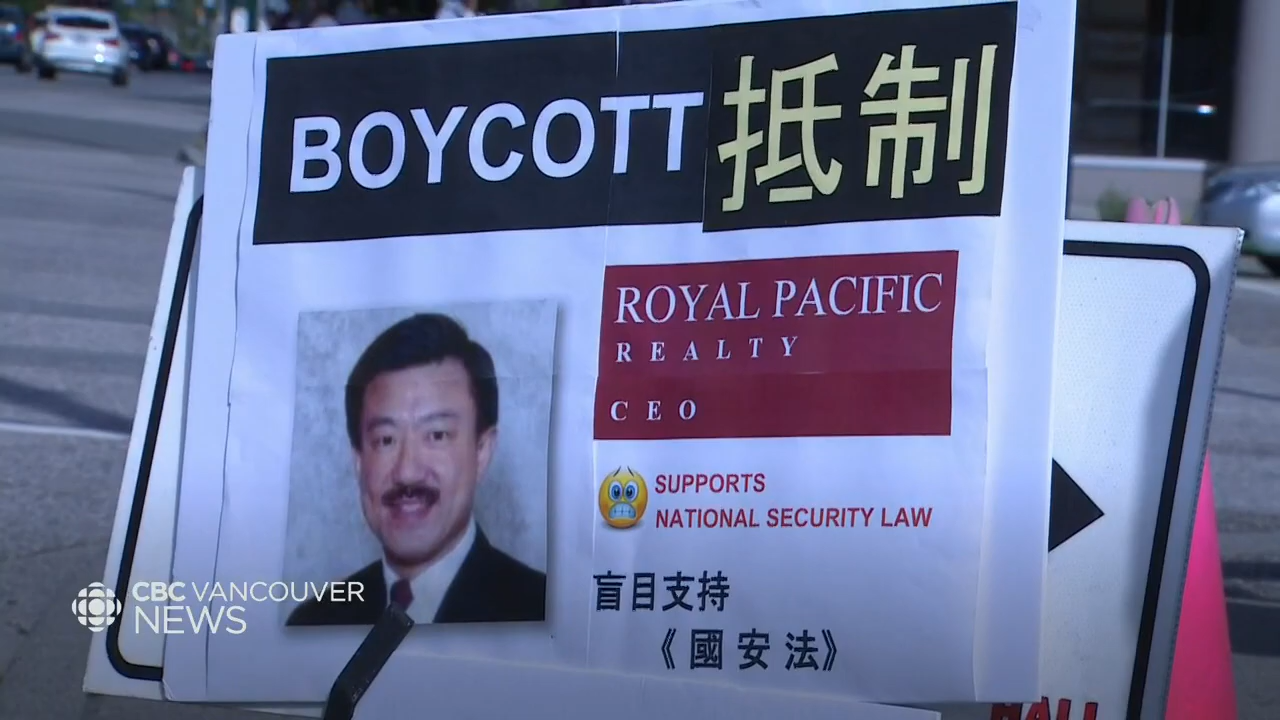 BOYCOTT 抵制
ROYAL PACIFIC
REALTY
CEO
SUPPORTS
NATIONAL SECURITY LAW
盲目支持
《國安法》
CBC VANCOUVER
NEWS